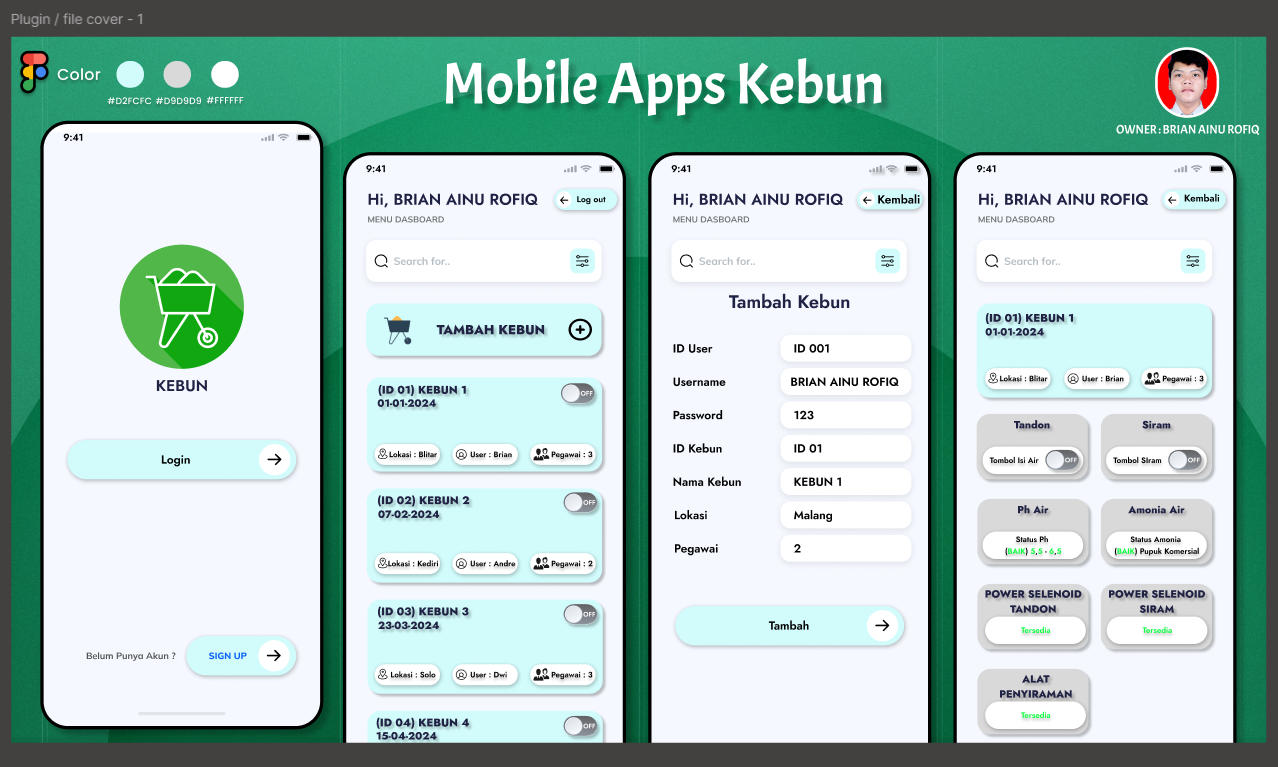 Plugin / file cover - 1
Color
#D2FCFC #D9D9D9 #FFFFFF
Mobile Apps Kebun
OWNER : BRIAN AINU ROFIQ
9:41
KEBUN
Login
Belum Punya Akun ?
SIGN UP
9:41
Hi, BRIAN AINU ROFIQ
Log out
MENU DASBOARD
Search for..
TAMBAH KEBUN
(ID 01) KEBUN 1
OFF
01-01-2024
Lokasi : Blitar
User : Brian
Pegawai : 3
(ID 02) KEBUN 2
OFF
07-02-2024
Lokasi : Kediri
User : Andre
Pegawai : 2
(ID 03) KEBUN 3
OFF
23-03-2024
Lokasi : Solo
User : Dwi
Pegawai : 3
(ID 04) KEBUN 4
OFF
15-04-2024
9:41
Hi, BRIAN AINU ROFIQ
Kembali
MENU DASBOARD
Search for..
Tambah Kebun
ID User
ID 001
Username
BRIAN AINU ROFIQ
Password
123
ID Kebun
ID 01
Nama Kebun
KEBUN 1
Lokasi
Malang
Pegawai
2
Tambah
9:41
Hi, BRIAN AINU ROFIQ
Kembali
MENU DASBOARD
Search for..
(ID 01) KEBUN 1
01-01-2024
Lokasi : Blitar
User : Brian
Pegawai : 3
Tandon
Tombol Isi Air
OFF
Siram
Tombol SIram
OFF
Ph Air
Status Ph
(BAIK) 5,5 - 6,5
Amonia Air
Status Amonia
(BAIK) Pupuk Komersial
POWER SELENOID
TANDON
Tersedia
POWER SELENOID
SIRAM
Tersedia
ALAT
PENYIRAMAN
Tersedia